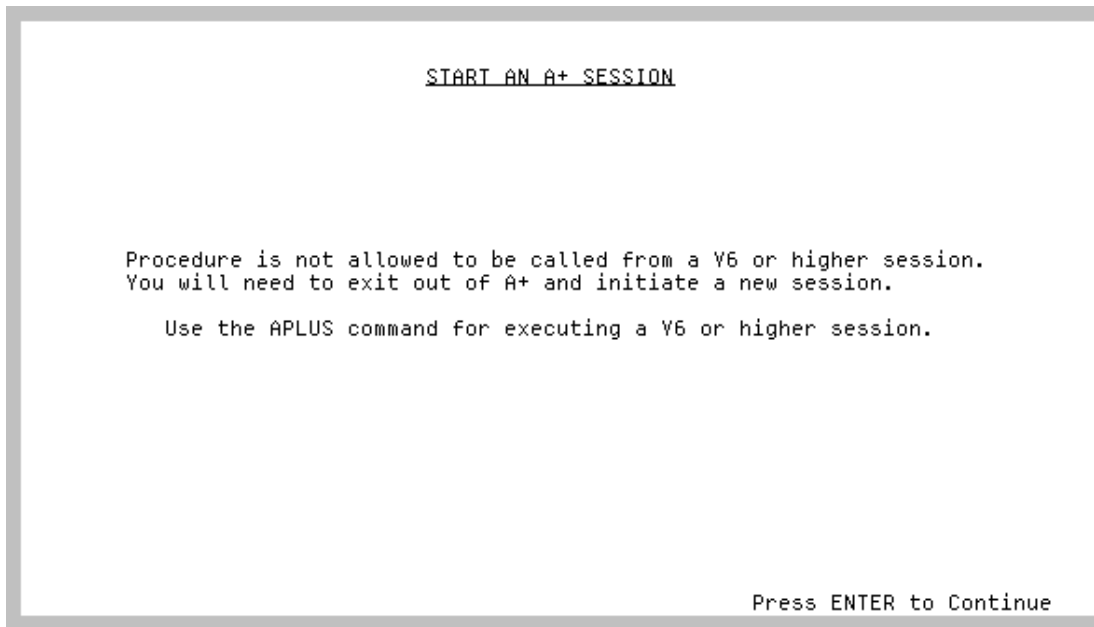 START AN A+ SESSION
Procedure is not allowed to be called from a V6 or higher session.
You will need to exit out of A+ and initiate a new session.
Use the APLUS command for executing a V6 or higher session.
Press ENTER to Continue